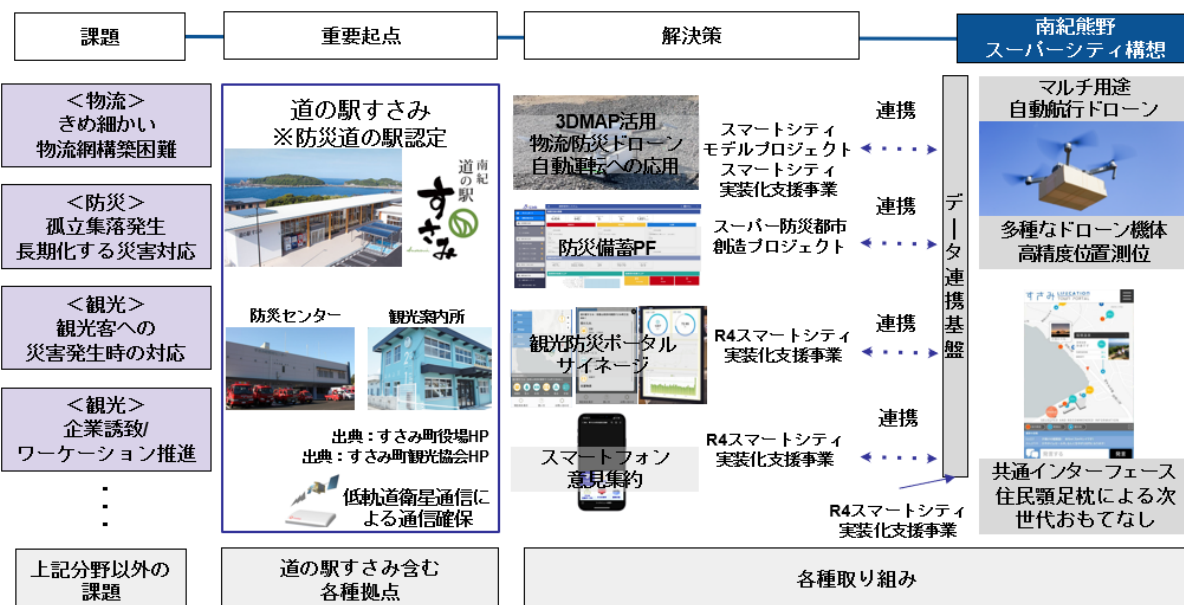 課題
重要起点
解決策
南紀熊野
スーパーシティ構想
＜物流＞
きめ細かい
物流網構築困難
＜防災＞
孤立集落発生
長期化する災害対応
＜観光＞
観光客への
災害発生時の対応
＜観光＞
企業誘致/
ワーケーション推進
・
・
・
上記分野以外の
課題
道の駅すさみ
※防災道の駅認定
南紀
道の駅
すさみ
防災センター
観光案内所
出典：すさみ町役場HP
出典：すさみ町観光協会HP
低軌道衛星通信に
よる通信確保
道の駅すさみ含む
各種拠点
3DMAP活用
物流/防災ドローン
自動運転への応用
防災備蓄PF
観光防災ポータル
サイネージ
スマートフォン
意見集約
スマートシティ
モデルプロジェクト
スマートシティ
実装化支援事業
スーパー防災都市
創造プロジェクト
R4スマートシティ
実装化支援事業
R4スマートシティ
実装化支援事業
連携
連携
連携
連携
R4スマートシティ
実装化支援事業
各種取り組み
データ連携基盤
マルチ用途
自動航行ドローン
多種なドローン機体
高精度位置測位
すさみ
共通インターフェース
住民顎足枕による次
世代おもてなし